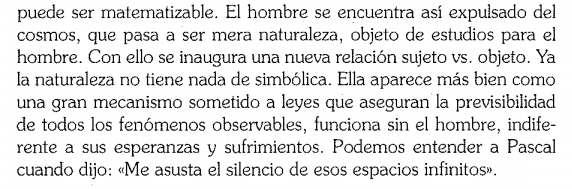 puede ser matematizable. El hombre se encuentra así expulsado del
cosmos, que pasa a ser mera naturaleza, objeto de estudios para el
hombre. Con ello se inaugura una nueva relación sujeto vs. objeto. Ya
la naturaleza no tiene nada de simbólica. Ella aparece más bien como
una gran mecanismo sometido a leyes que aseguran la previsibilidad
de todos los fenómenos observables, funciona sin el hombre, indife-
rente a sus esperanzas y sufrimientos. Podemos entender a Pascal
cuando dijo: «Me asusta el silencio de esos espacios infinitos».